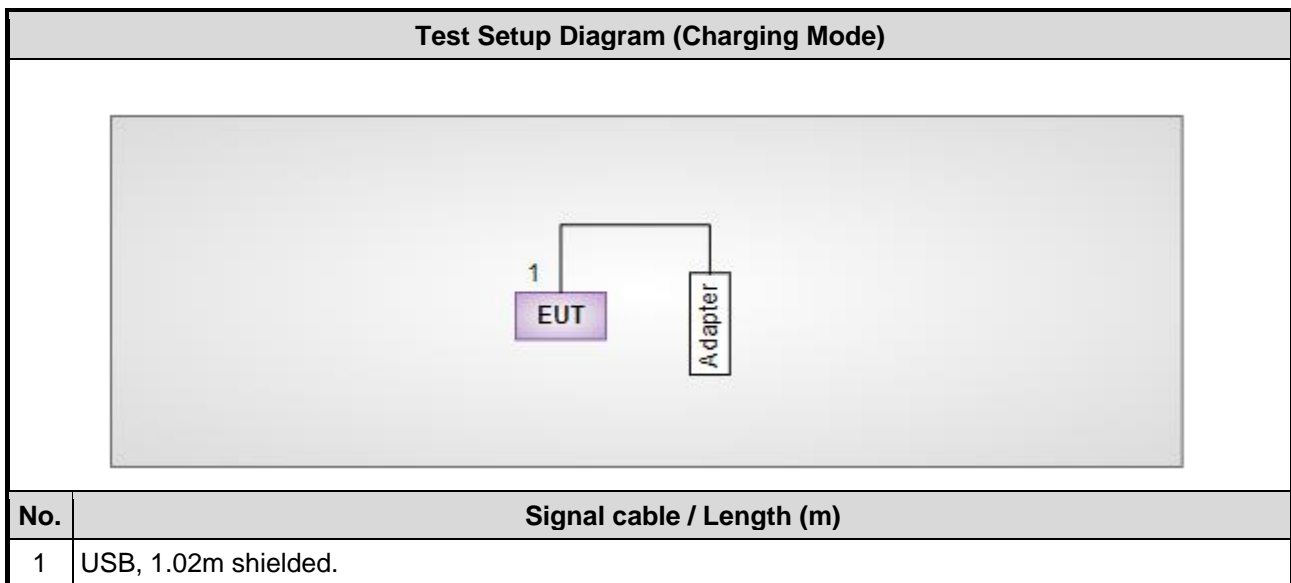 Test Setup Diagram (Charging Mode)
1
EUT
Adapter
No. Signal cable / Length (m)
1 USB, 1.02m shielded.